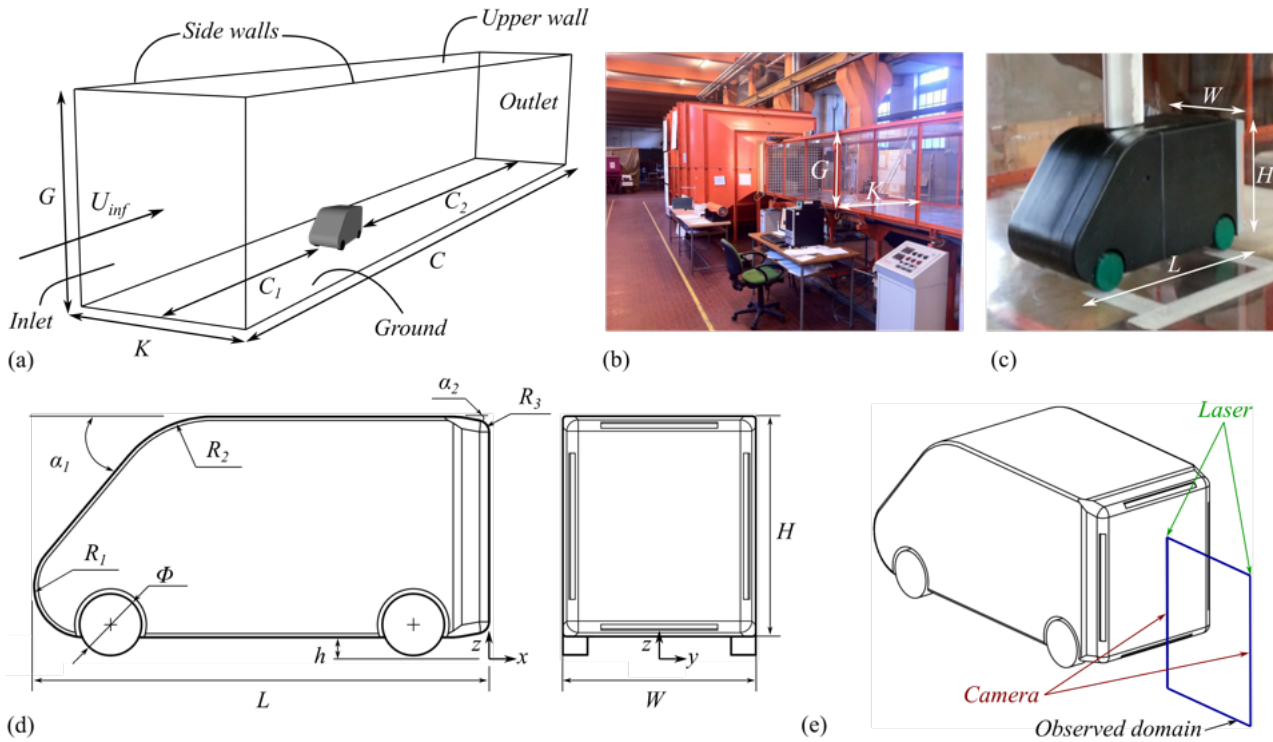 Side walls
Upper wall
Outlet
G
U_inf
C_2
C
C_1
Inlet
Ground
K
(a)
G
K
(b)
W
H
L
(c)
α_2
R_3
α_1
R_2
R_1
Φ
h
z
x
L
(d)
H
z
y
W
Laser
Camera
Observed domain
(e)